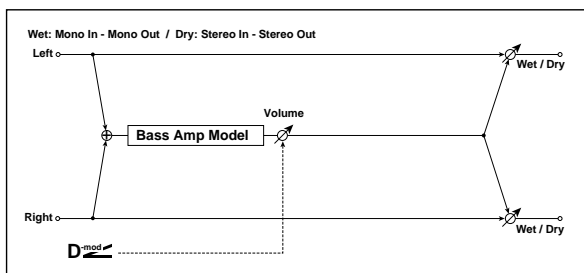 Wet: Mono In - Mono Out / Dry: Stereo In - Stereo Out
Left
Wet / Dry
Volume
Bass Amp Model
Right
Wet / Dry
D-mod